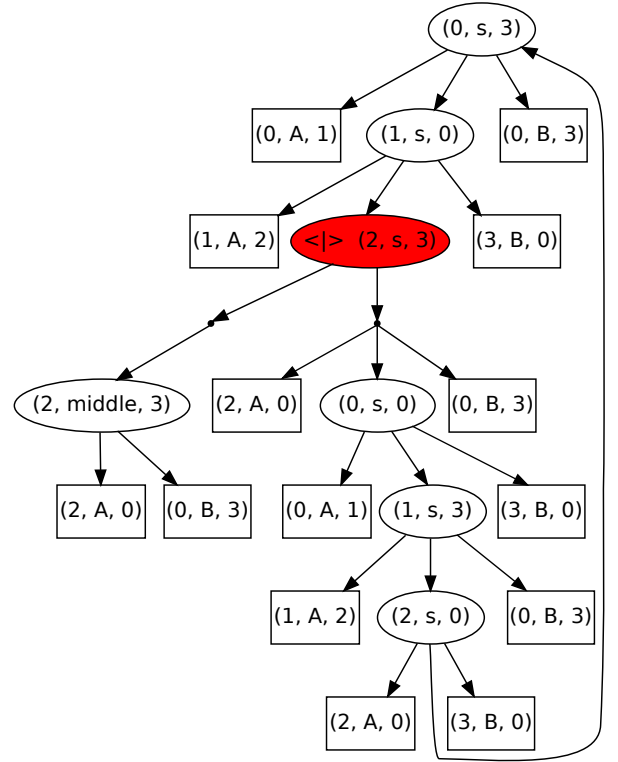 (0, s, 3)
(0, A, 1)
(1, s, 0)
(0, B, 3)
(1, A, 2)
<|> (2, s, 3)
(3, B, 0)
(2, middle, 3)
(2, A, 0)
(0, s, 0)
(0, B, 3)
(2, A, 0)
(0, B, 3)
(0, A, 1)
(1, s, 3)
(3, B, 0)
(1, A, 2)
(2, s, 0)
(0, B, 3)
(2, A, 0)
(3, B, 0)